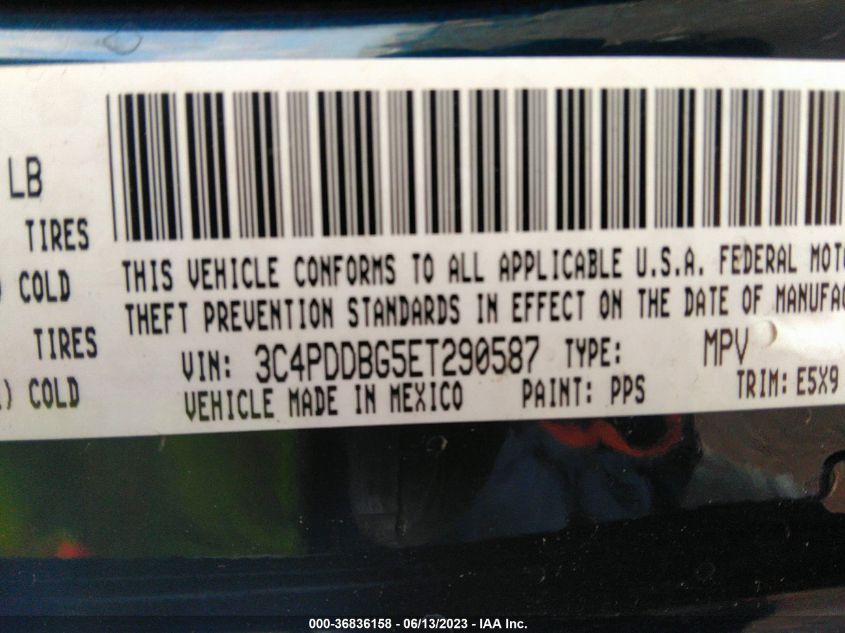 LB
TIRES
COLD
TIRES
) COLD
THIS VEHICLE CONFORMS TO ALL APPLICABLE U.S.A. FEDERAL MOTO
THEFT PREVENTION STANDARDS IN EFFECT ON THE DATE OF MANUFAC
VIN: 3C4PDDBG5ET290587 TYPE: MPV
VEHICLE MADE IN MEXICO PAINT: PPS TRIM: E5X9
000-36836158 - 06/13/2023 - IAA Inc.